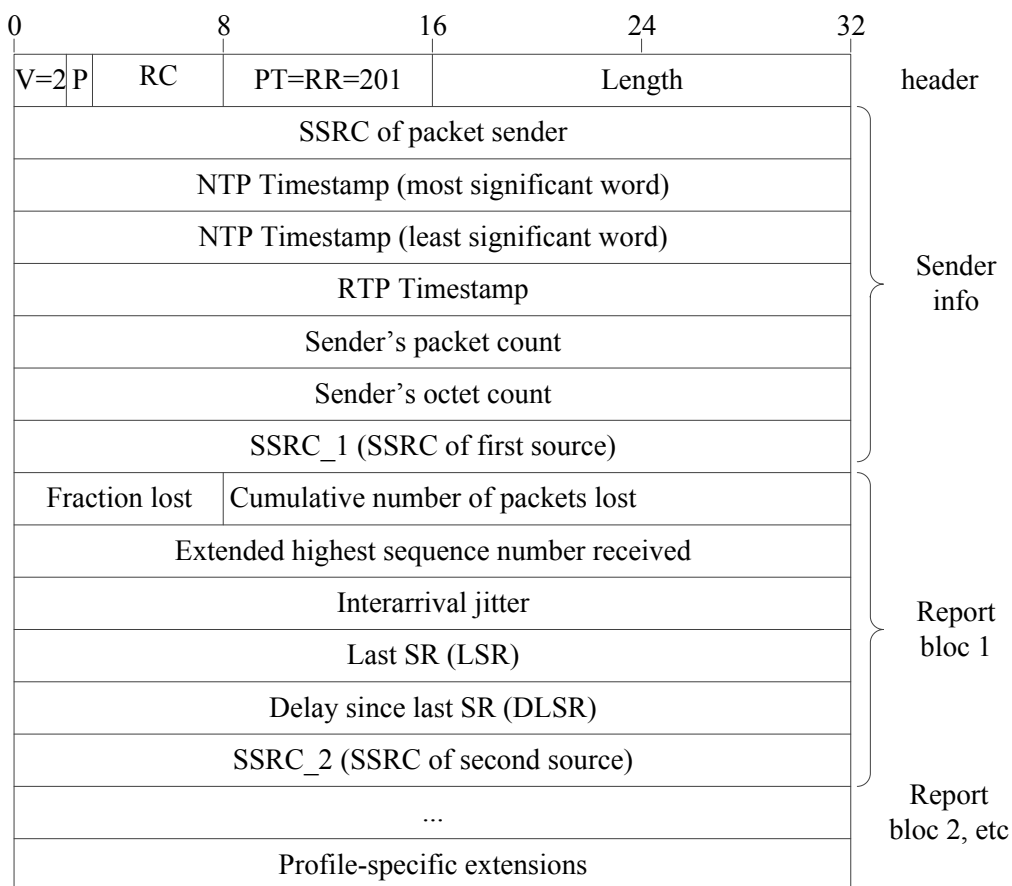 0 8 16 24 32
V=2 P RC PT=RR=201 Length header
SSRC of packet sender
NTP Timestamp (most significant word)
NTP Timestamp (least significant word)
RTP Timestamp
Sender
info
Sender’s packet count
Sender’s octet count
SSRC_1 (SSRC of first source)
Fraction lost Cumulative number of packets lost
Extended highest sequence number received
Interarrival jitter
Report
bloc 1
Last SR (LSR)
Delay since last SR (DLSR)
SSRC_2 (SSRC of second source)
...
Report
bloc 2, etc
Profile-specific extensions